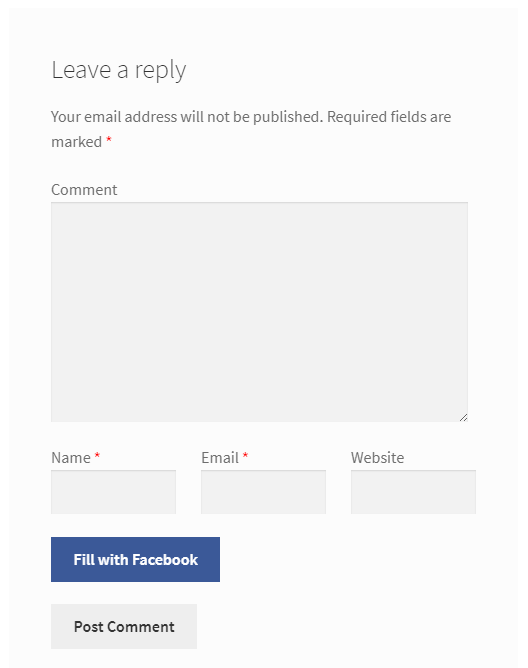 Leave a reply
Your email address will not be published. Required fields are
marked *
Comment
Name * Email * Website
Fill with Facebook
Post Comment